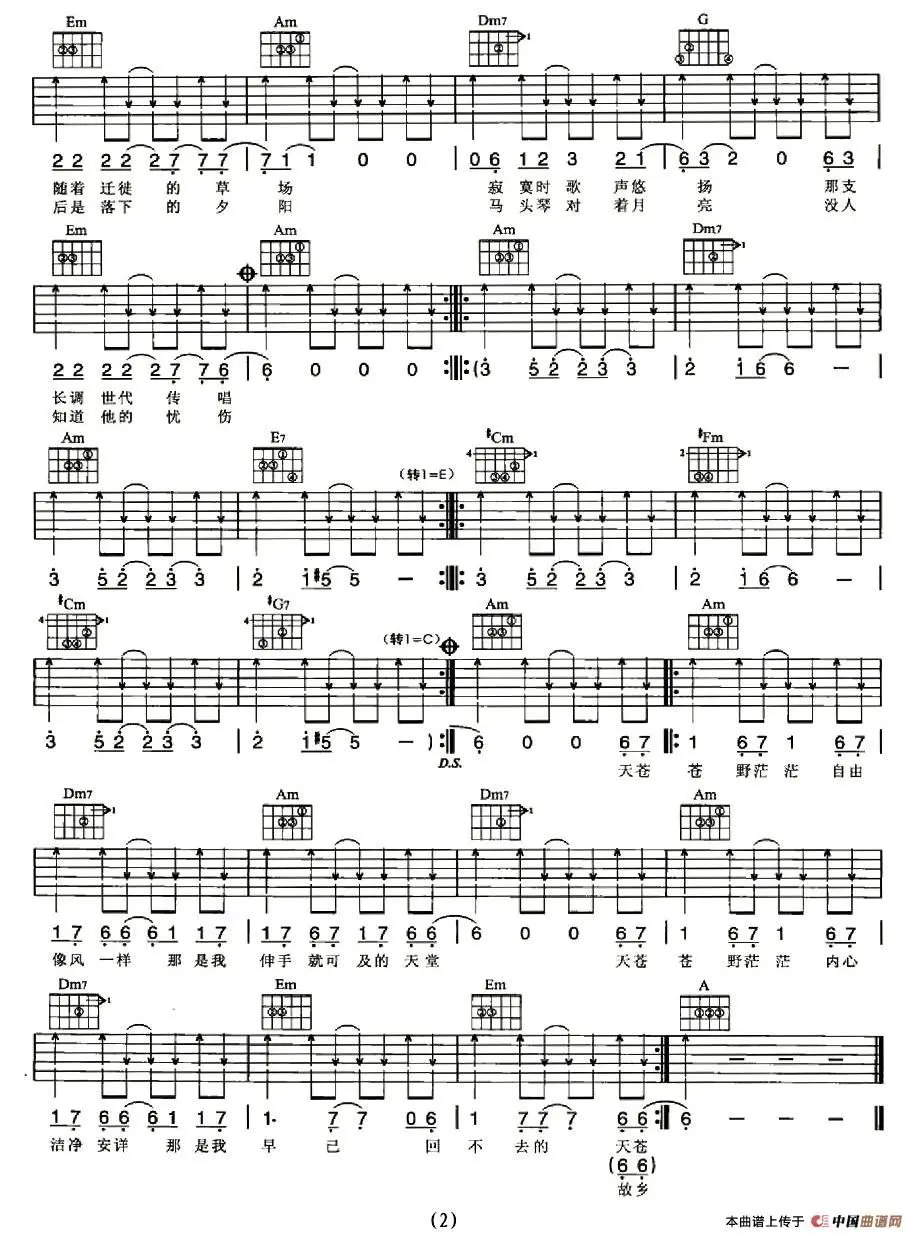 Em Am Dm7 1 G
2 2 2 2 2 7 7 7 | 7 1 1 0 0 | 0 6 1 2 3 2 1 | 6 3 2 0 6 3 |
随着 迁徙 的 草 场 寂 寞时 歌 声悠 扬 那支
后是 落下 的 夕 阳 马 头琴 对 着月 亮 没人
Em Am Am Dm7 1
2 2 2 2 2 7 7 6 | 6 0 0 0 :‖: (3 5 2 2 3 3 | 2 1 6 6 – |
长调 世代 传 唱
知道 他的 忧 伤
Am E7 (转1=E) #Cm 4 1 #Fm 2 1
3 5 2 2 3 3 | 2 1 #5 5 – :‖: 3 5 2 2 3 3 | 2 1 6 6 – |
#Cm 4 1 #G7 4 1 (转1=C) Am Am
3 5 2 2 3 3 | 2 1 #5 5 – ) :‖ 6 0 0 6 7 ‖: 1 6 7 1 6 7 |
D.S. 天苍 苍 野茫 茫 自由
Dm7 1 Am Dm7 1 Am
1 7 6 6 6 1 1 7 | 1 7 6 7 1 7 6 6 | 6 0 0 6 7 | 1 6 7 1 6 7 |
像风 一样 那 是我 伸手 就可 及的 天堂 天苍 苍 野茫 茫 内心
Dm7 1 Em Em A
1 7 6 6 6 1 1 7 | 1· 7 7 0 6 | 1 7 7 7 6 6 :‖ 6 – – – ‖
洁净 安详 那 是我 早 已 回 不 去的 天苍
(6 6)
故乡
(2)
本曲谱上传于 中国曲谱网